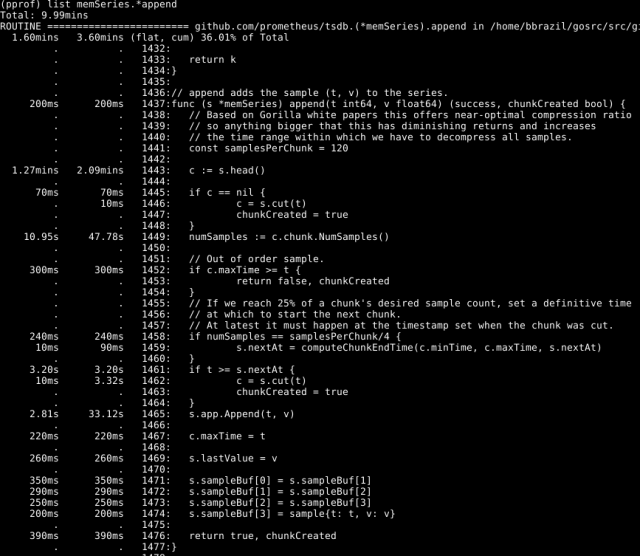 (pprof) list memSeries.*append
Total: 9.99mins
ROUTINE ======================== github.com/prometheus/tsdb.(*memSeries).append in /home/bbrazil/gosrc/src/gi
1.60mins 3.60mins (flat, cum) 36.01% of Total
. . 1432:
. . 1433: return k
. . 1434:}
. . 1435:
. . 1436:// append adds the sample (t, v) to the series.
200ms 200ms 1437:func (s *memSeries) append(t int64, v float64) (success, chunkCreated bool) {
. . 1438: // Based on Gorilla white papers this offers near-optimal compression ratio
. . 1439: // so anything bigger that this has diminishing returns and increases
. . 1440: // the time range within which we have to decompress all samples.
. . 1441: const samplesPerChunk = 120
. . 1442:
1.27mins 2.09mins 1443: c := s.head()
. . 1444:
70ms 70ms 1445: if c == nil {
. 10ms 1446: c = s.cut(t)
. . 1447: chunkCreated = true
. . 1448: }
10.95s 47.78s 1449: numSamples := c.chunk.NumSamples()
. . 1450:
. . 1451: // Out of order sample.
300ms 300ms 1452: if c.maxTime >= t {
. . 1453: return false, chunkCreated
. . 1454: }
. . 1455: // If we reach 25% of a chunk's desired sample count, set a definitive time
. . 1456: // at which to start the next chunk.
. . 1457: // At latest it must happen at the timestamp set when the chunk was cut.
240ms 240ms 1458: if numSamples == samplesPerChunk/4 {
10ms 90ms 1459: s.nextAt = computeChunkEndTime(c.minTime, c.maxTime, s.nextAt)
. . 1460: }
3.20s 3.20s 1461: if t >= s.nextAt {
10ms 3.32s 1462: c = s.cut(t)
. . 1463: chunkCreated = true
. . 1464: }
2.81s 33.12s 1465: s.app.Append(t, v)
. . 1466:
220ms 220ms 1467: c.maxTime = t
. . 1468:
260ms 260ms 1469: s.lastValue = v
. . 1470:
350ms 350ms 1471: s.sampleBuf[0] = s.sampleBuf[1]
290ms 290ms 1472: s.sampleBuf[1] = s.sampleBuf[2]
250ms 250ms 1473: s.sampleBuf[2] = s.sampleBuf[3]
200ms 200ms 1474: s.sampleBuf[3] = sample{t: t, v: v}
. . 1475:
390ms 390ms 1476: return true, chunkCreated
. . 1477:}